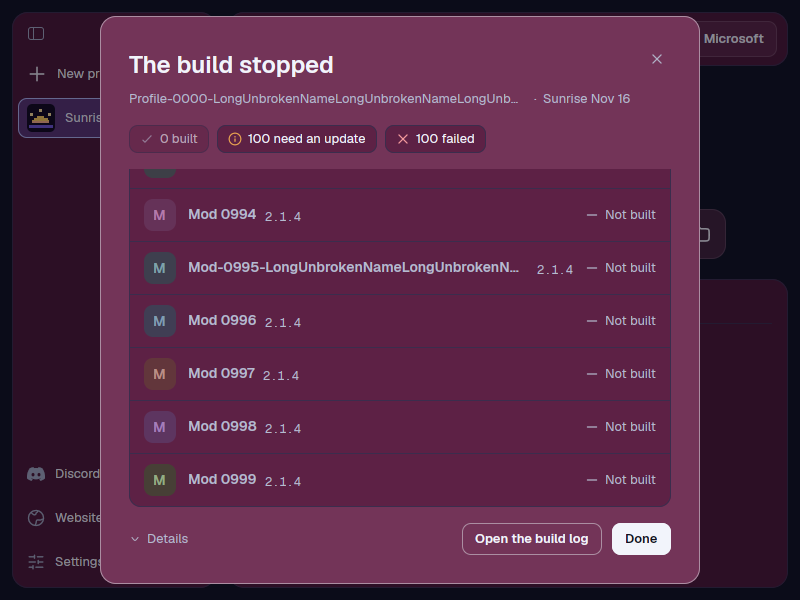 New pr
Microsoft
Sunris
The build stopped
Profile-0000-LongUnbrokenNameLongUnbrokenNameLongUnb... · Sunrise Nov 16
0 built
100 need an update
100 failed
M Mod 0994 2.1.4 — Not built
M Mod-0995-LongUnbrokenNameLongUnbrokenN... 2.1.4 — Not built
M Mod 0996 2.1.4 — Not built
M Mod 0997 2.1.4 — Not built
M Mod 0998 2.1.4 — Not built
M Mod 0999 2.1.4 — Not built
Discord
Website
Settings
Details
Open the build log
Done